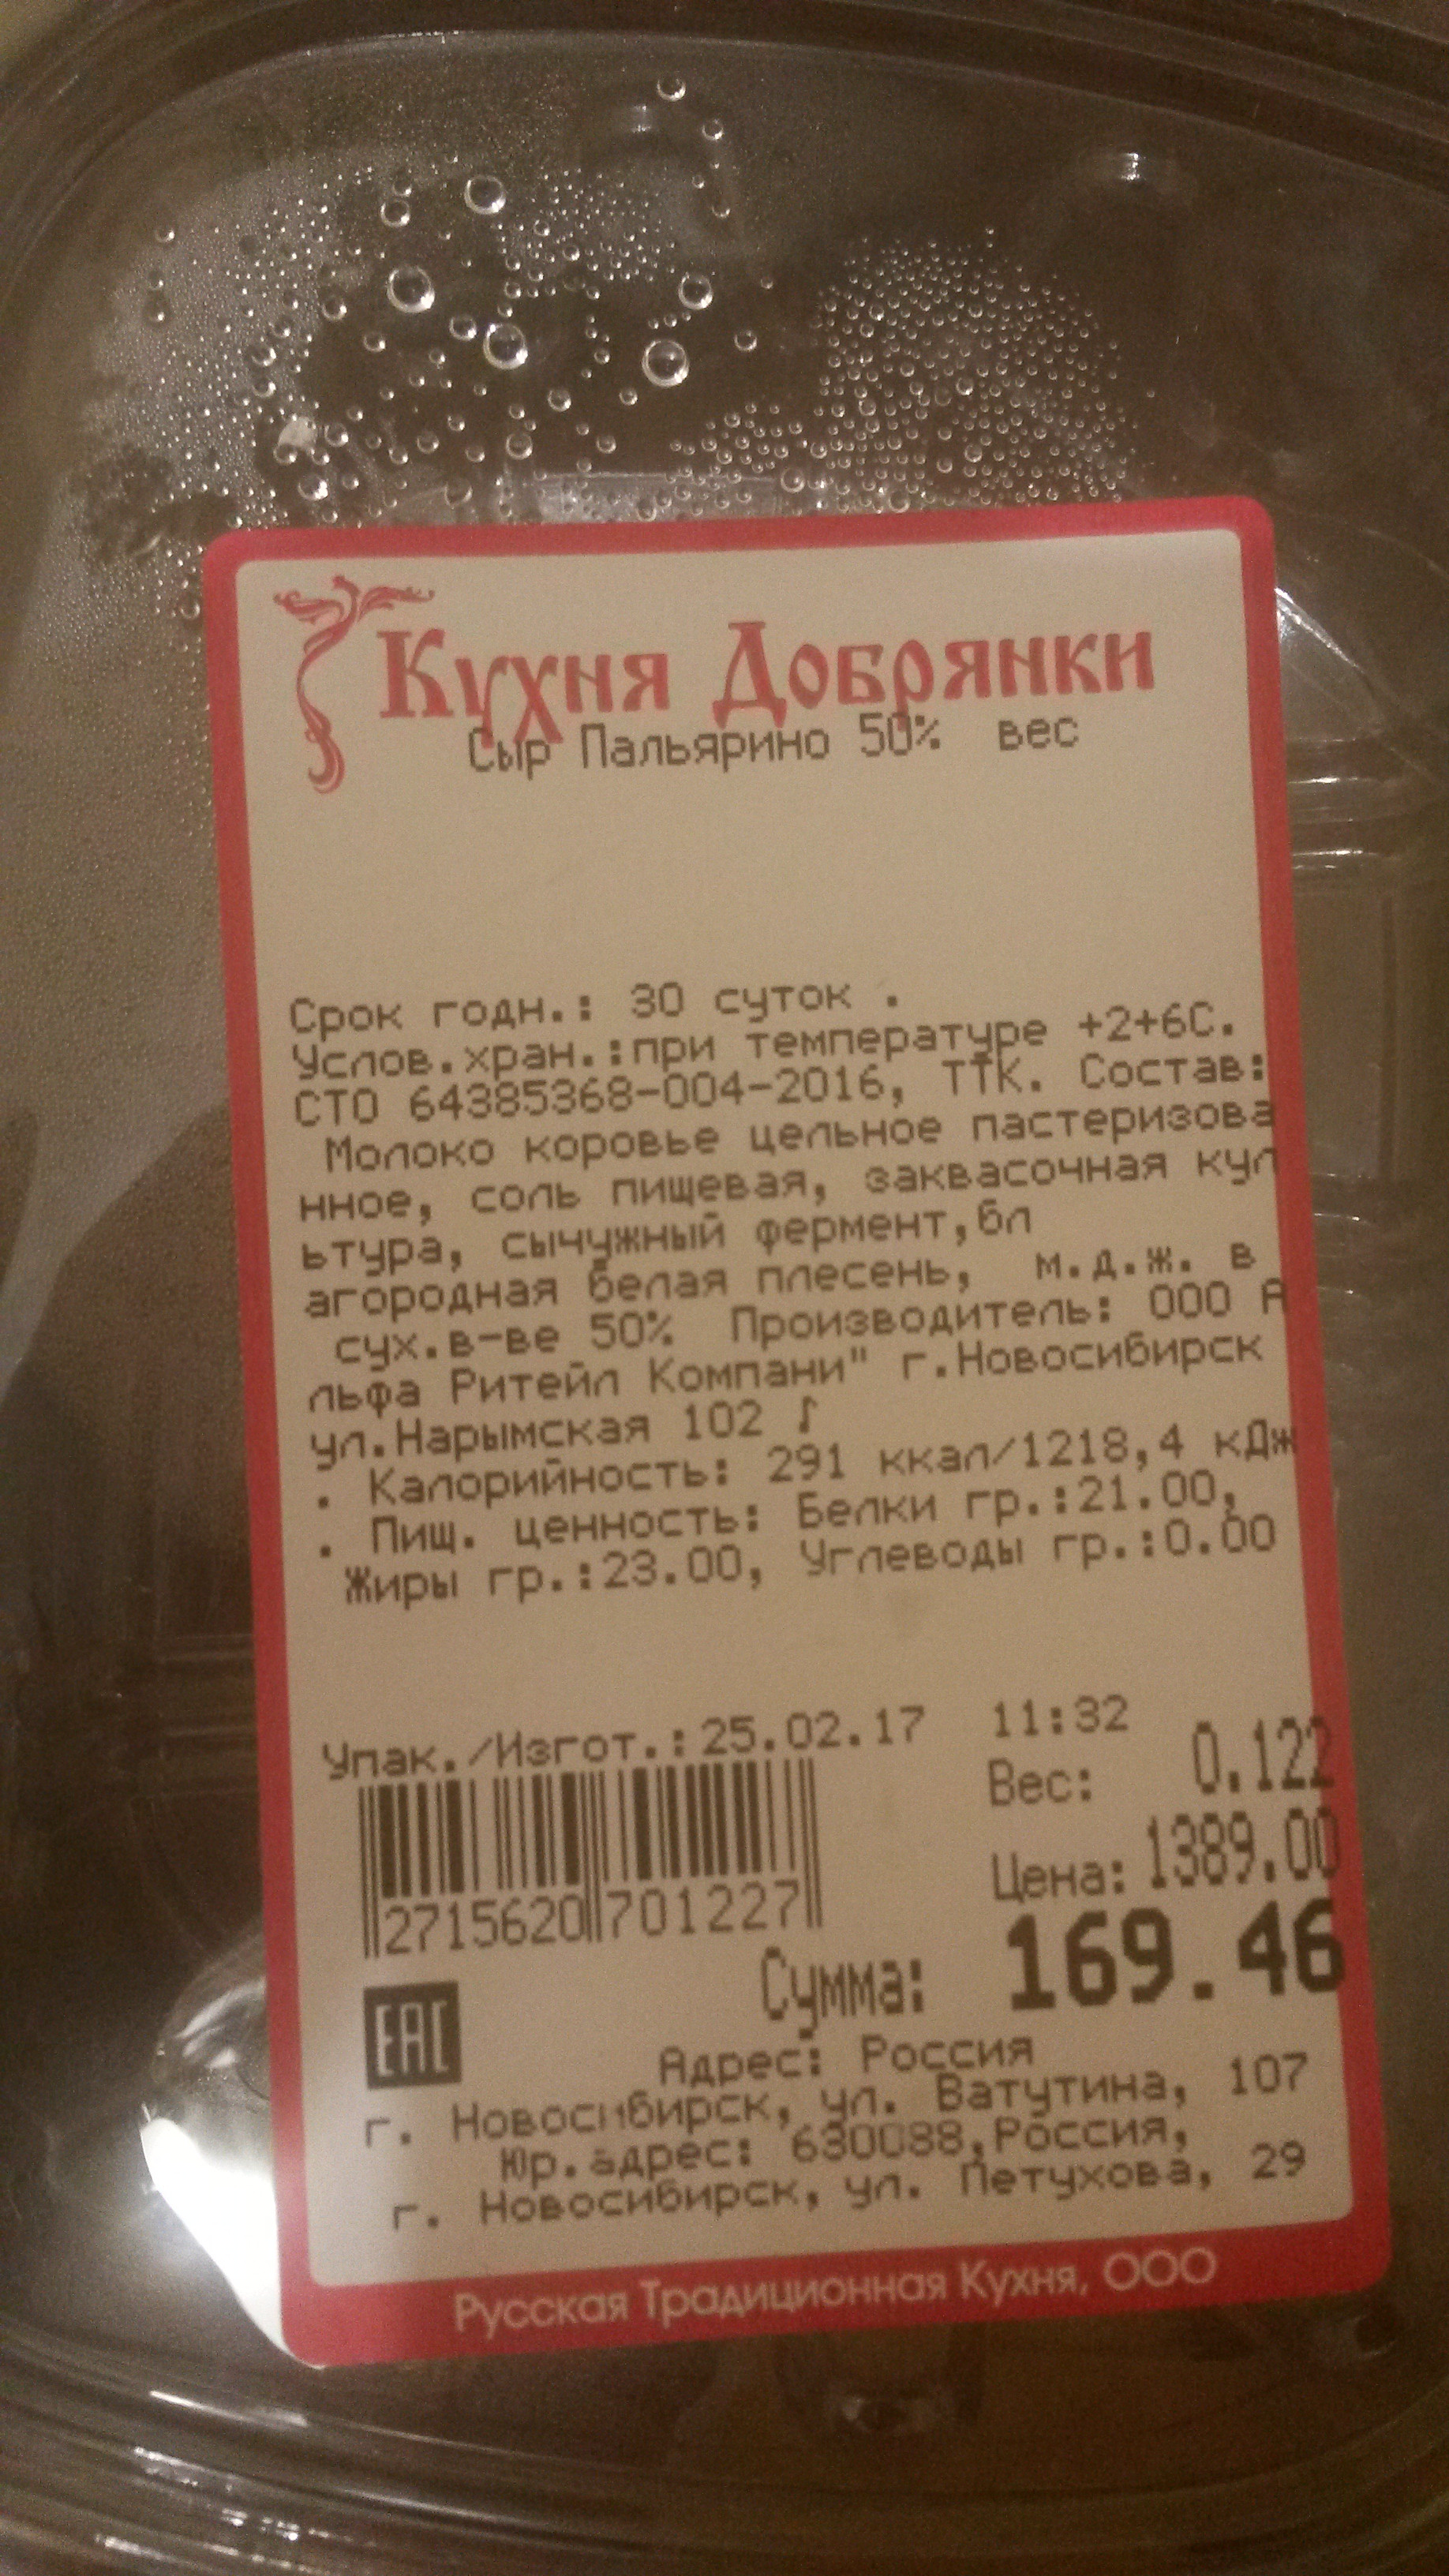 Кухня Добрянки
Сыр Пальярино 50% вес
Срок годн.: 30 суток .
Услов.хран.:при температуре +2+6С.
СТО 64385368-004-2016, ТТК. Состав:
Молоко коровье цельное пастеризова
нное, соль пищевая, заквасочная кул
ьтура, сычужный фермент,бл
агородная белая плесень, м.д.ж. в
сух.в-ве 50% Производитель: ООО А
льфа Ритейл Компани" г.Новосибирск
ул.Нарымская 102
. Калорийность: 291 ккал/1218,4 кДж
. Пищ. ценность: Белки гр.:21.00,
Жиры гр.:23.00, Углеводы гр.:0.00
Упак./Изгот.:25.02.17 11:32
Вес: 0.122
Цена: 1389.00
2715620701227
Сумма: 169.46
EAC
Адрес: Россия
г. Новосибирск, ул. Ватутина, 107
Юр.адрес: 630088,Россия,
г. Новосибирск, ул. Петухова, 29
Русская Традиционная Кухня, ООО